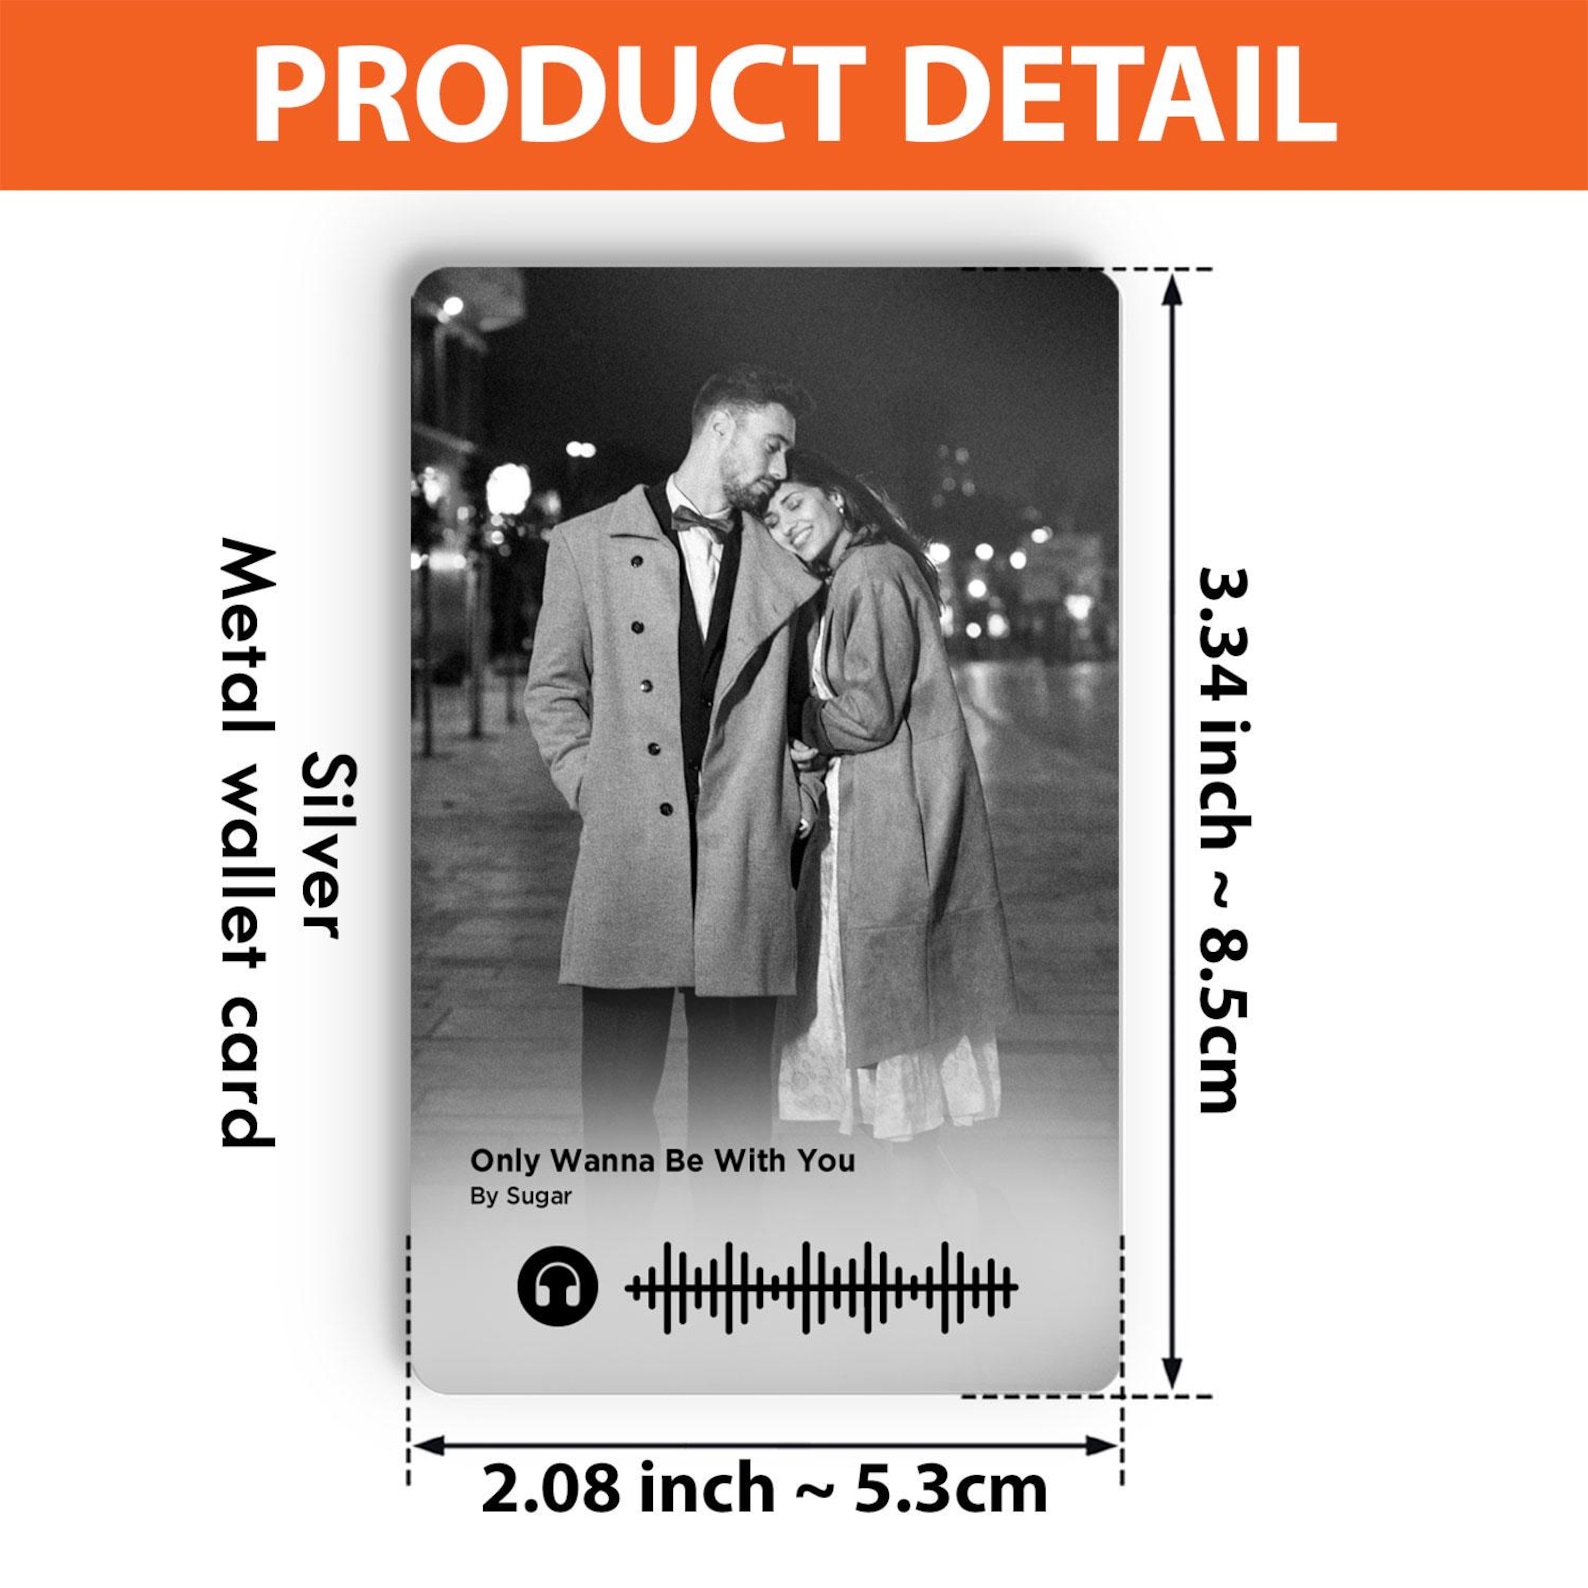 PRODUCT DETAIL
Silver
Metal wallet card
3.34 inch ~ 8.5cm
Only Wanna Be With You
By Sugar
2.08 inch ~ 5.3cm